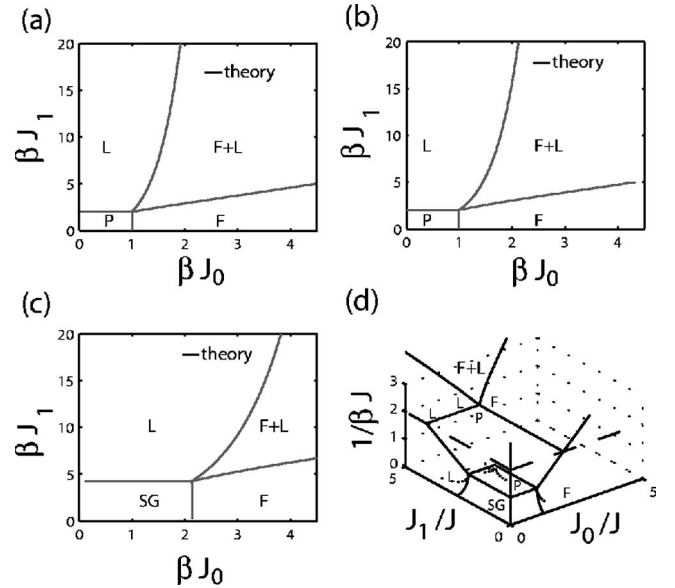 (a)
20
15
10
5
0
βJ₁
L
F+L
P
F
theory
0 1 2 3 4
βJ₀
(b)
20
15
10
5
0
βJ₁
L
F+L
P
F
theory
0 1 2 3 4
βJ₀
(c)
20
15
10
5
0
βJ₁
L
F+L
SG
F
theory
0 1 2 3 4
βJ₀
(d)
3
2
1
0
1/βJ
F+L
L F
L P
L P
SG F
5 0 0 5
J₁/J J₀/J